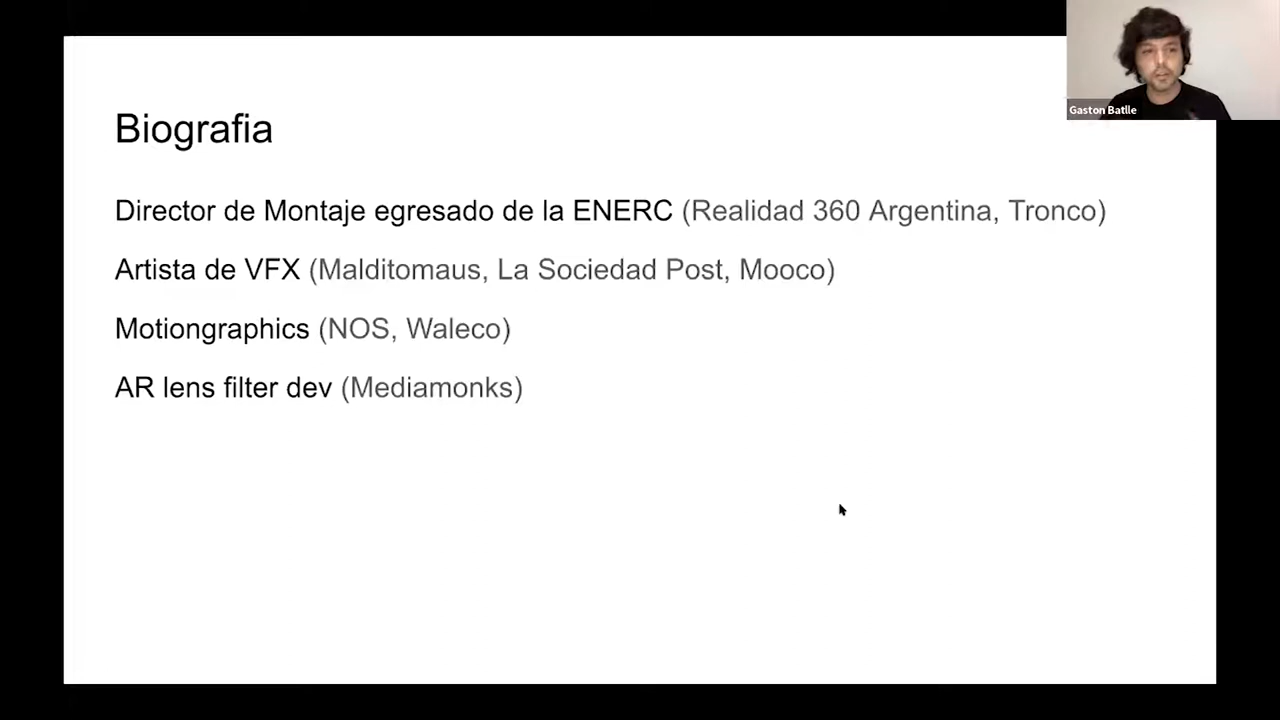 Gaston Batlle
Biografia
Director de Montaje egresado de la ENERC (Realidad 360 Argentina, Tronco)
Artista de VFX (Malditomaus, La Sociedad Post, Mooco)
Motiongraphics (NOS, Waleco)
AR lens filter dev (Mediamonks)